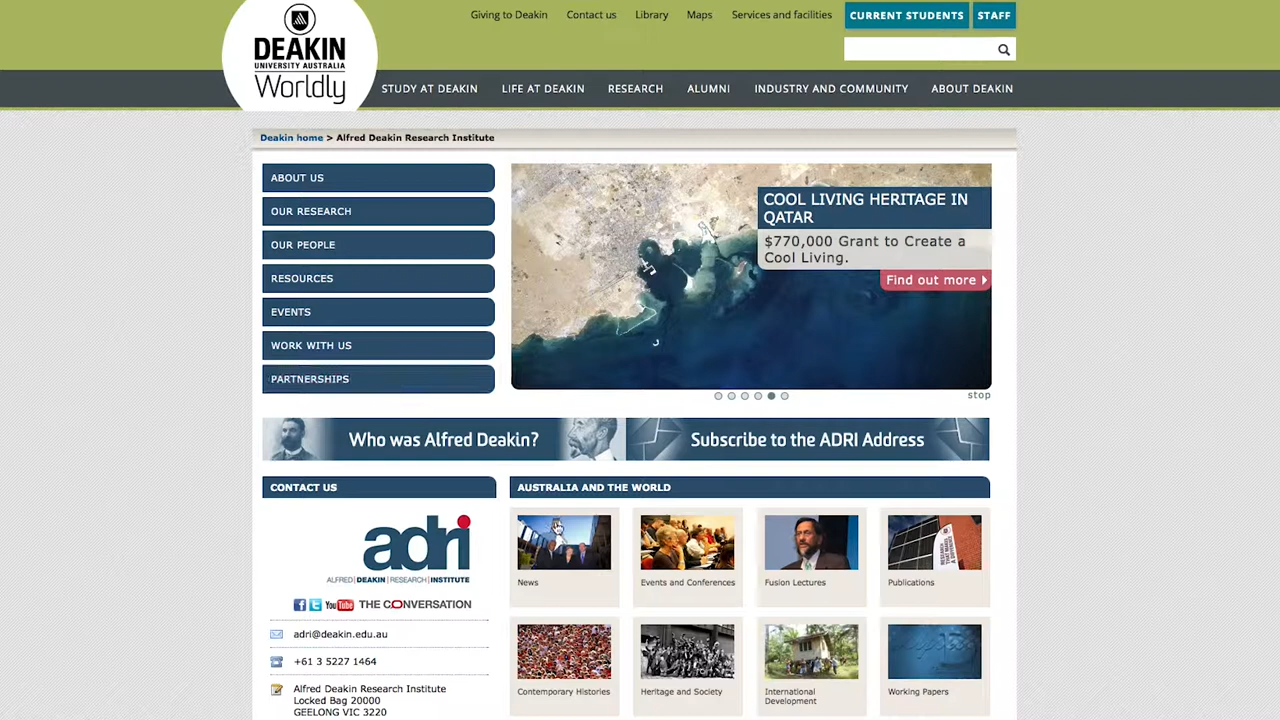 Giving to Deakin Contact us Library Maps Services and facilities CURRENT STUDENTS STAFF
DEAKIN
UNIVERSITY AUSTRALIA
Worldly
STUDY AT DEAKIN LIFE AT DEAKIN RESEARCH ALUMNI INDUSTRY AND COMMUNITY ABOUT DEAKIN
Deakin home > Alfred Deakin Research Institute
ABOUT US
OUR RESEARCH
OUR PEOPLE
RESOURCES
EVENTS
WORK WITH US
PARTNERSHIPS
COOL LIVING HERITAGE IN
QATAR
$770,000 Grant to Create a
Cool Living.
Find out more
stop
Who was Alfred Deakin? Subscribe to the ADRI Address
CONTACT US
adri
ALFRED|DEAKIN|RESEARCH|INSTITUTE
You Tube THE CONVERSATION
adri@deakin.edu.au
+61 3 5227 1464
Alfred Deakin Research Institute
Locked Bag 20000
GEELONG VIC 3220
AUSTRALIA AND THE WORLD
RESEARCH THAT MAKES A DIFFERENCE
News Events and Conferences Fusion Lectures Publications
Contemporary Histories Heritage and Society International Development Working Papers